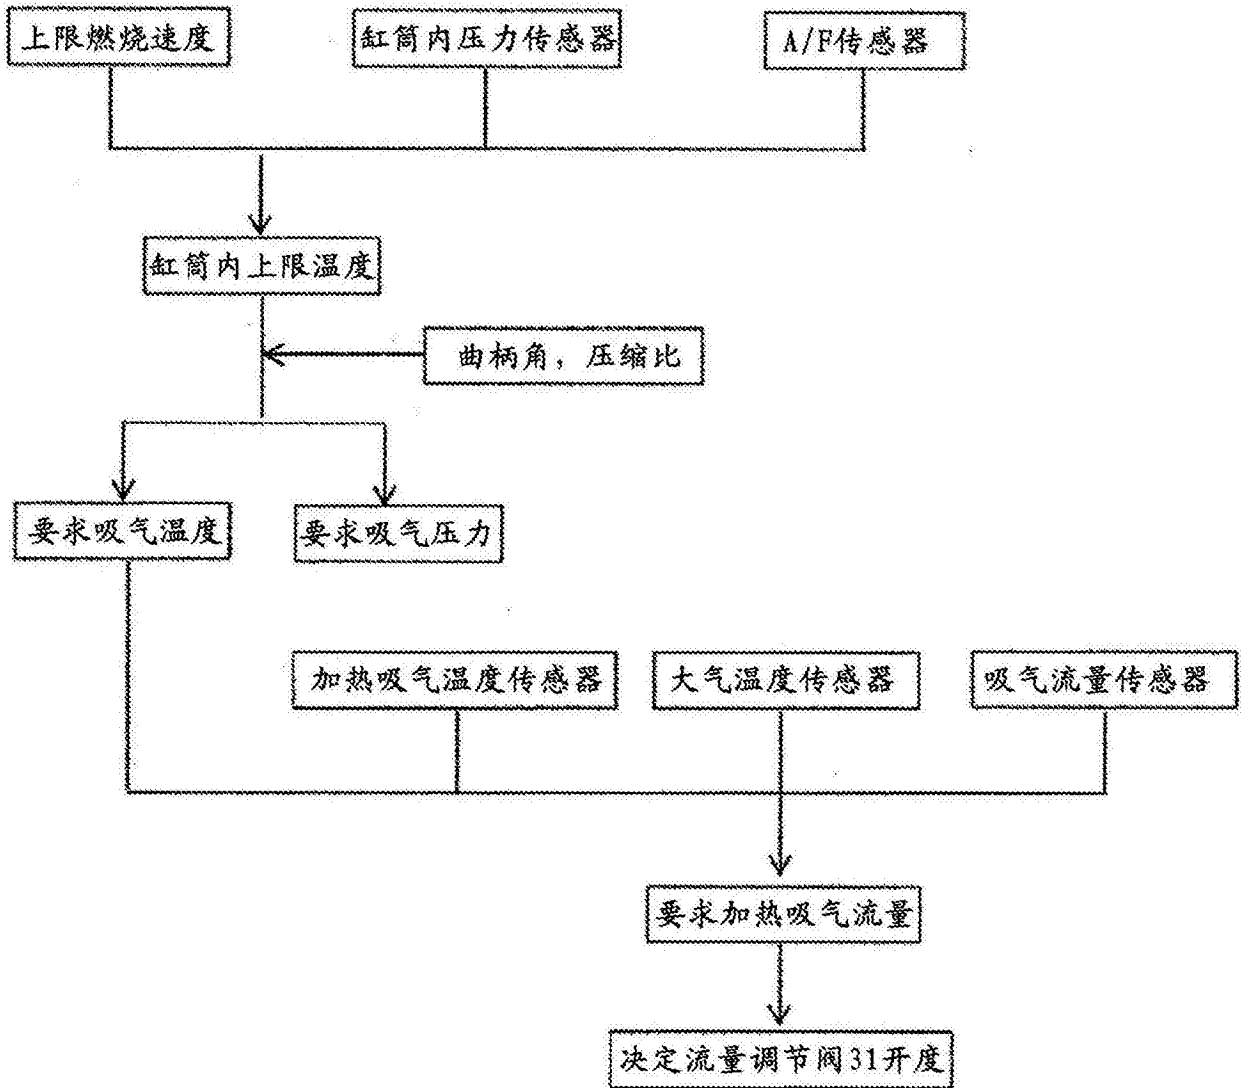 上限燃烧速度
缸筒内压力传感器
A/F传感器
缸筒内上限温度
曲柄角，压缩比
要求吸气温度
要求吸气压力
加热吸气温度传感器
大气温度传感器
吸气流量传感器
要求加热吸气流量
决定流量调节阀31开度